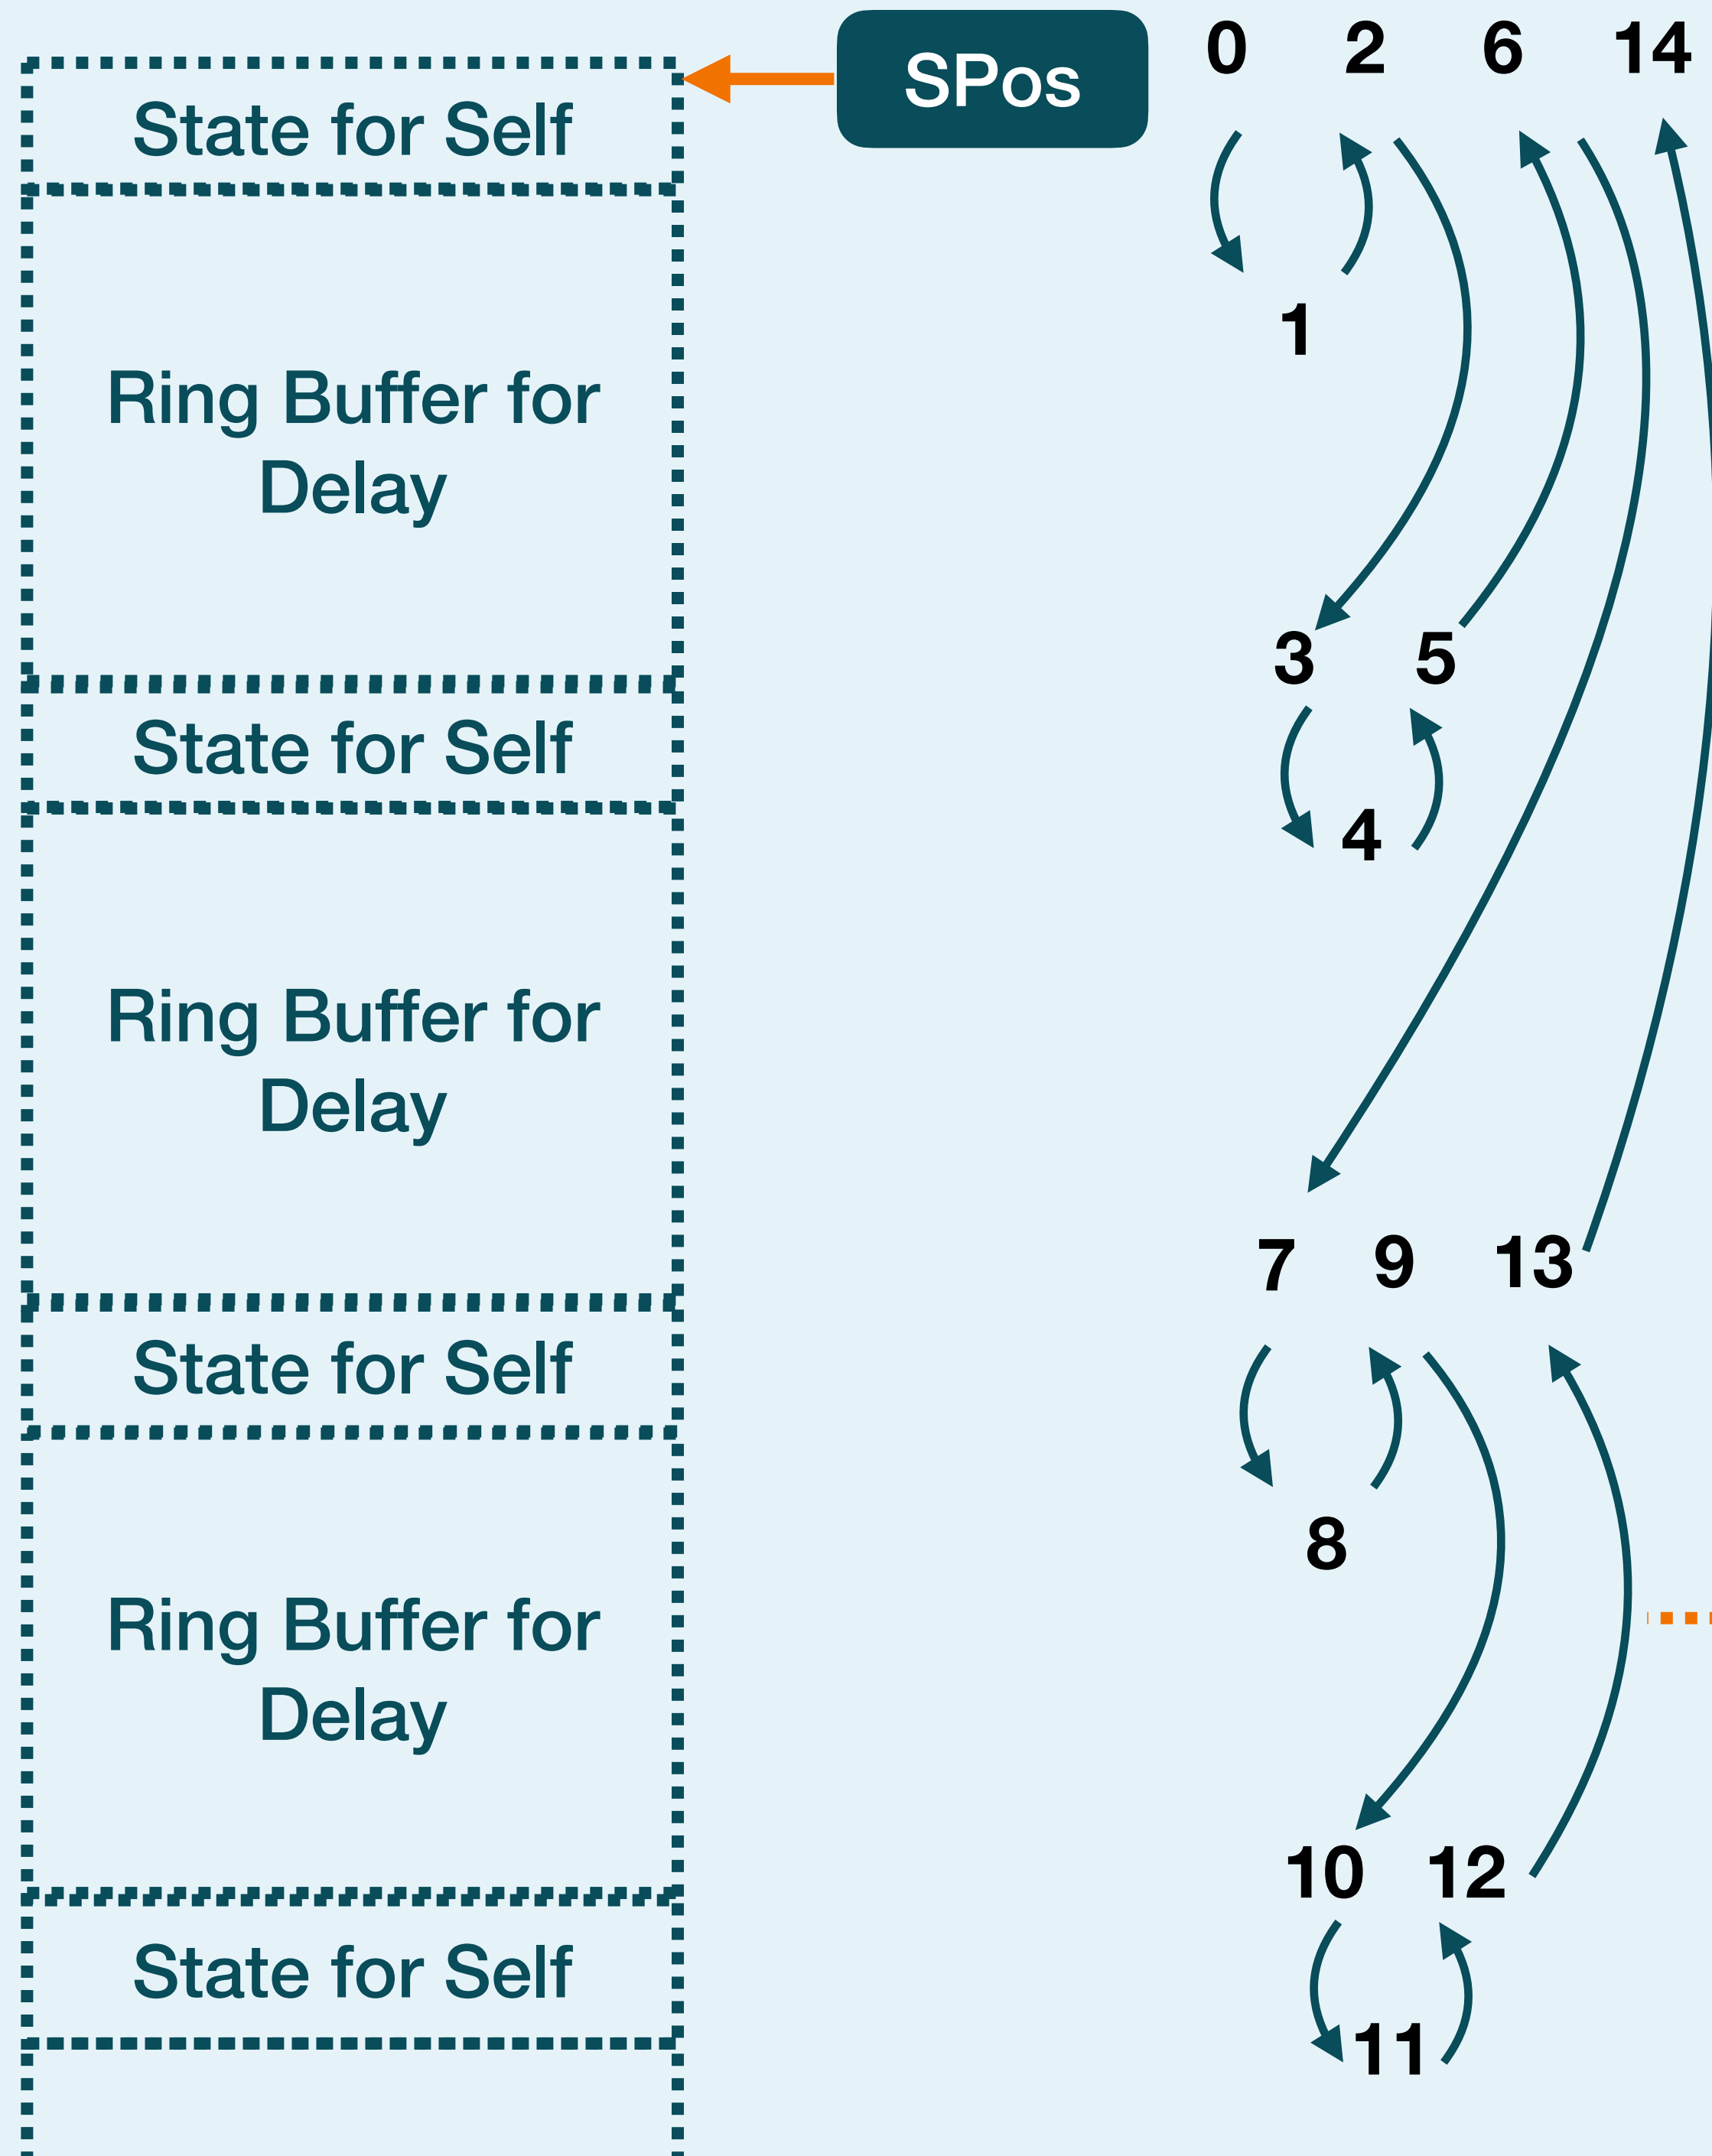 SPos
0 2 6 14
State for Self
1
Ring Buffer for
Delay
3 5
State for Self
4
Ring Buffer for
Delay
7 9 13
State for Self
8
Ring Buffer for
Delay
10 12
State for Self
11